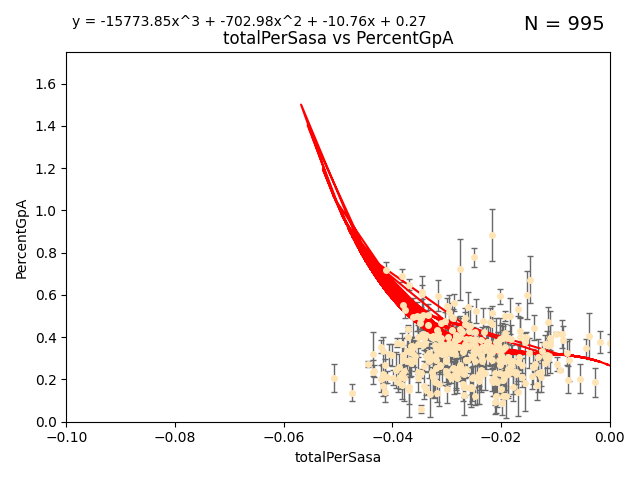 y = -15773.85x^3 + -702.98x^2 + -10.76x + 0.27
N = 995
totalPerSasa vs PercentGpA
1.6
1.4
1.2
1.0
0.8
0.6
0.4
0.2
0.0
PercentGpA
−0.10 −0.08 −0.06 −0.04 −0.02 0.00
totalPerSasa